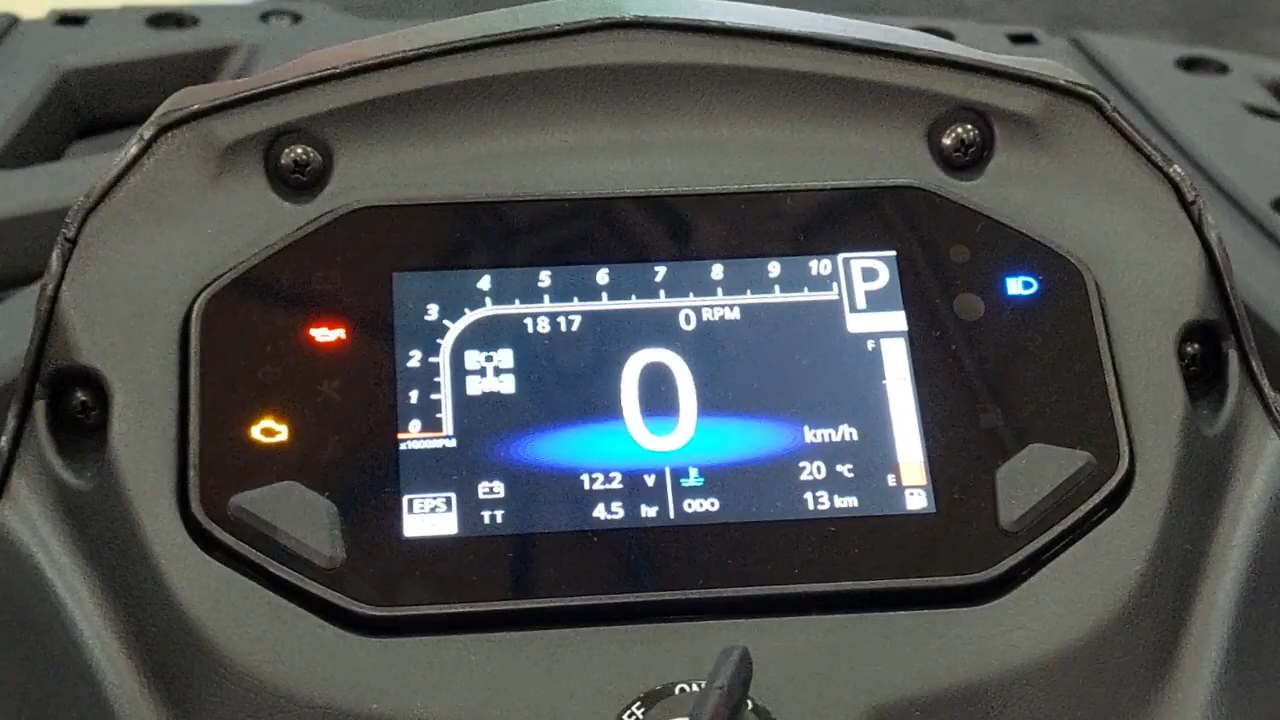 4 5 6 7 8 9 10
3
2
1
0
x1000RPM
18 17
0 RPM
P
0
km/h
F
E
EPS
12.2 V
20 °C
TT 4.5 hr
ODO 13 km
ON